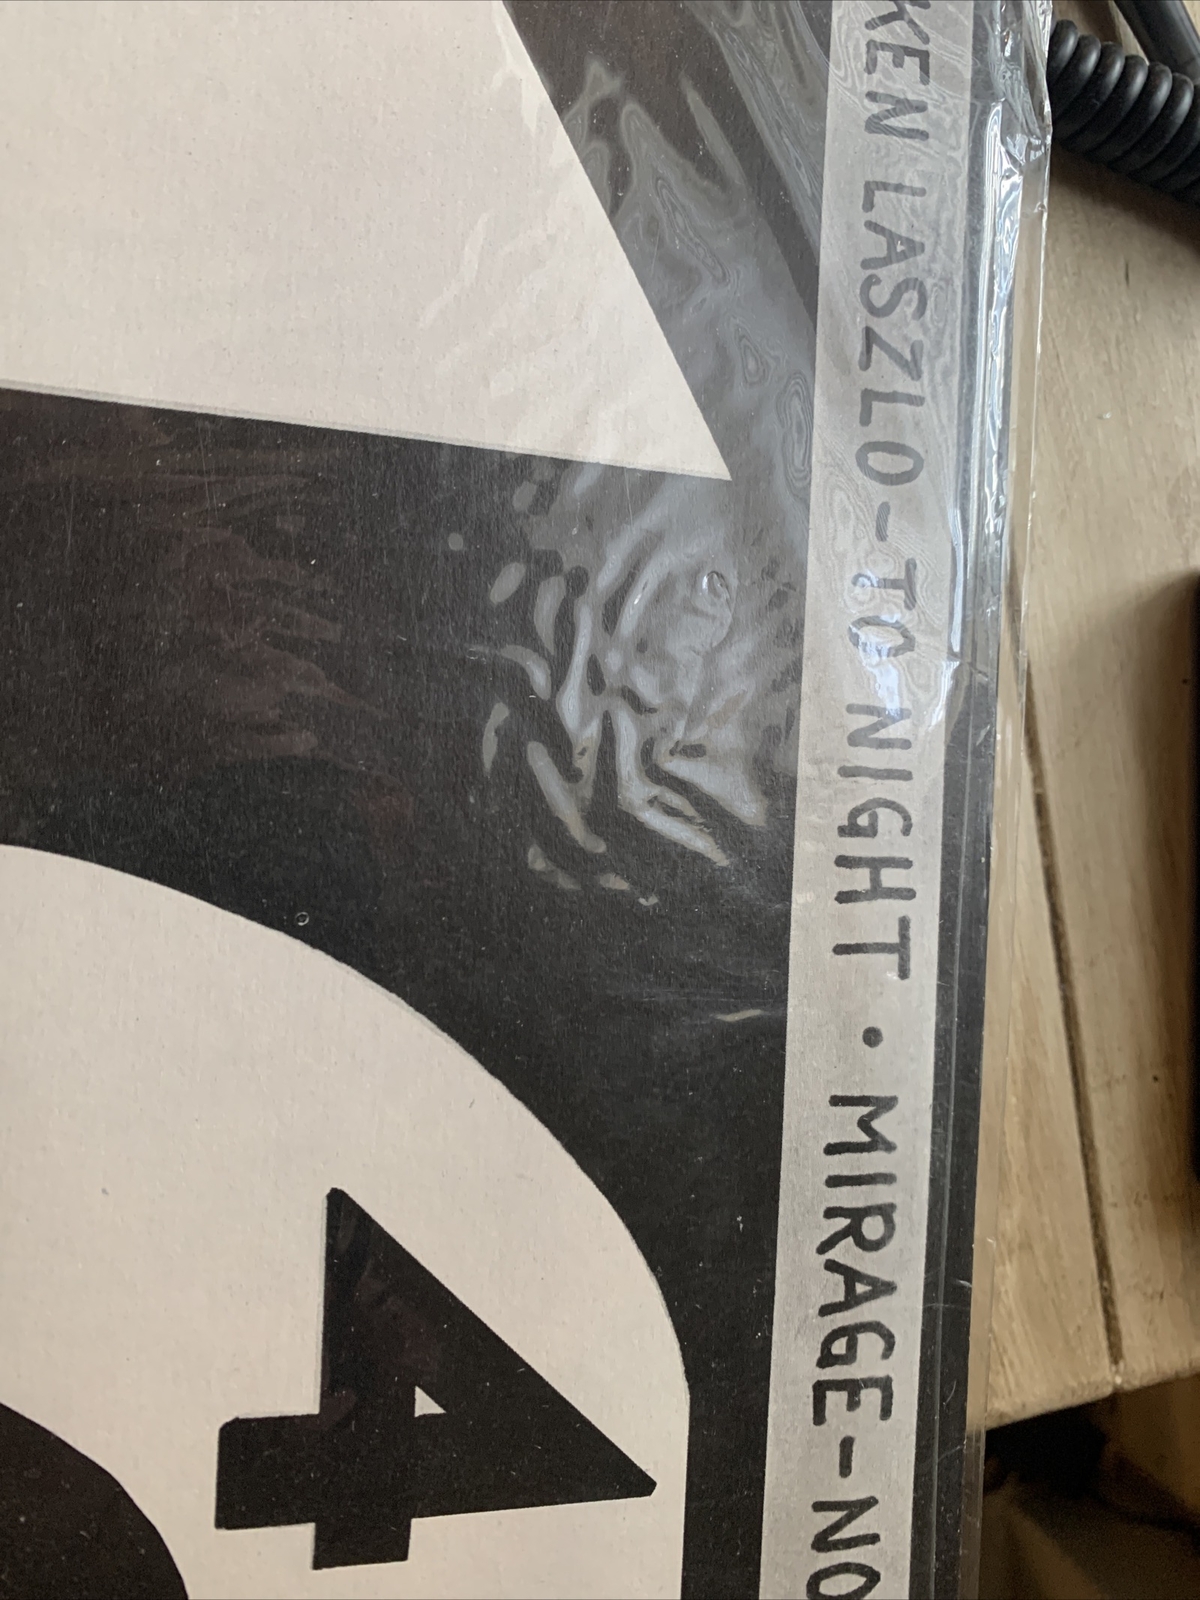 KEN LASZLO - TO NIGHT • MIRAGE - NO
4